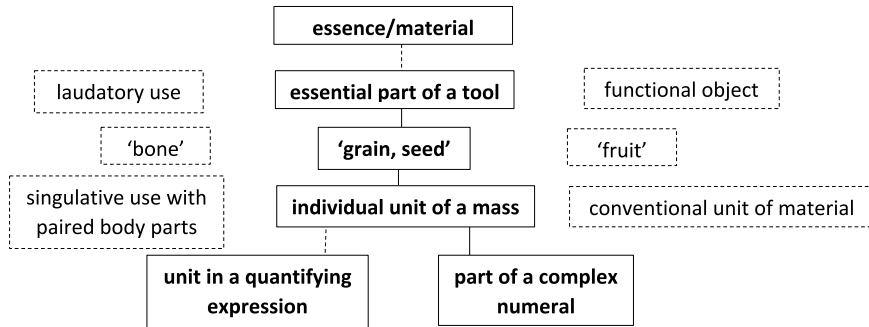 essence/material
laudatory use
essential part of a tool
functional object
‘bone’
‘grain, seed’
‘fruit’
singulative use with
paired body parts
individual unit of a mass
conventional unit of material
unit in a quantifying
expression
part of a complex
numeral